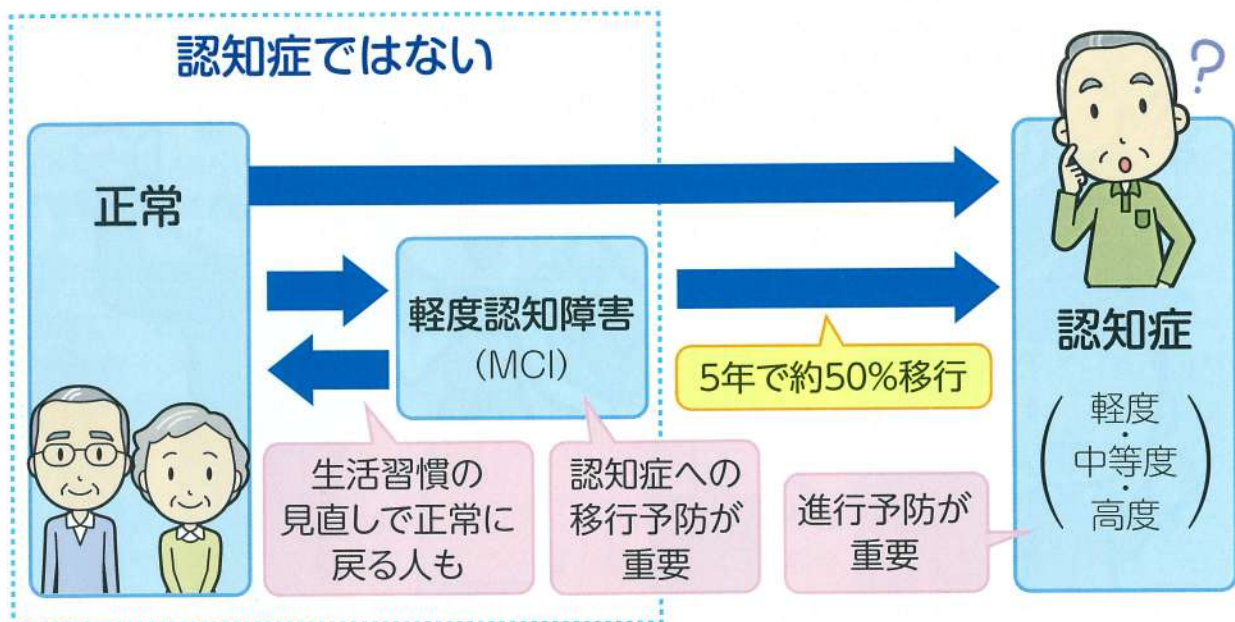 認知症ではない
正常
軽度認知障害
(MCI)
5年で約50%移行
生活習慣の
見直しで正常に
戻る人も
認知症への
移行予防が
重要
進行予防が
重要
?
認知症
軽度
・
中等度
・
高度